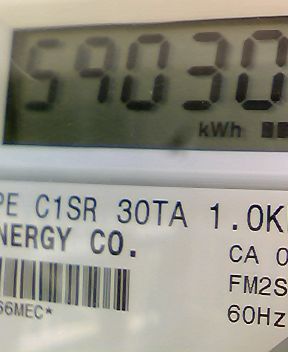 59030
kWh
PE C1SR 30TA 1.0K
NERGY CO.
CA 0
FM2S
60Hz
66MEC*